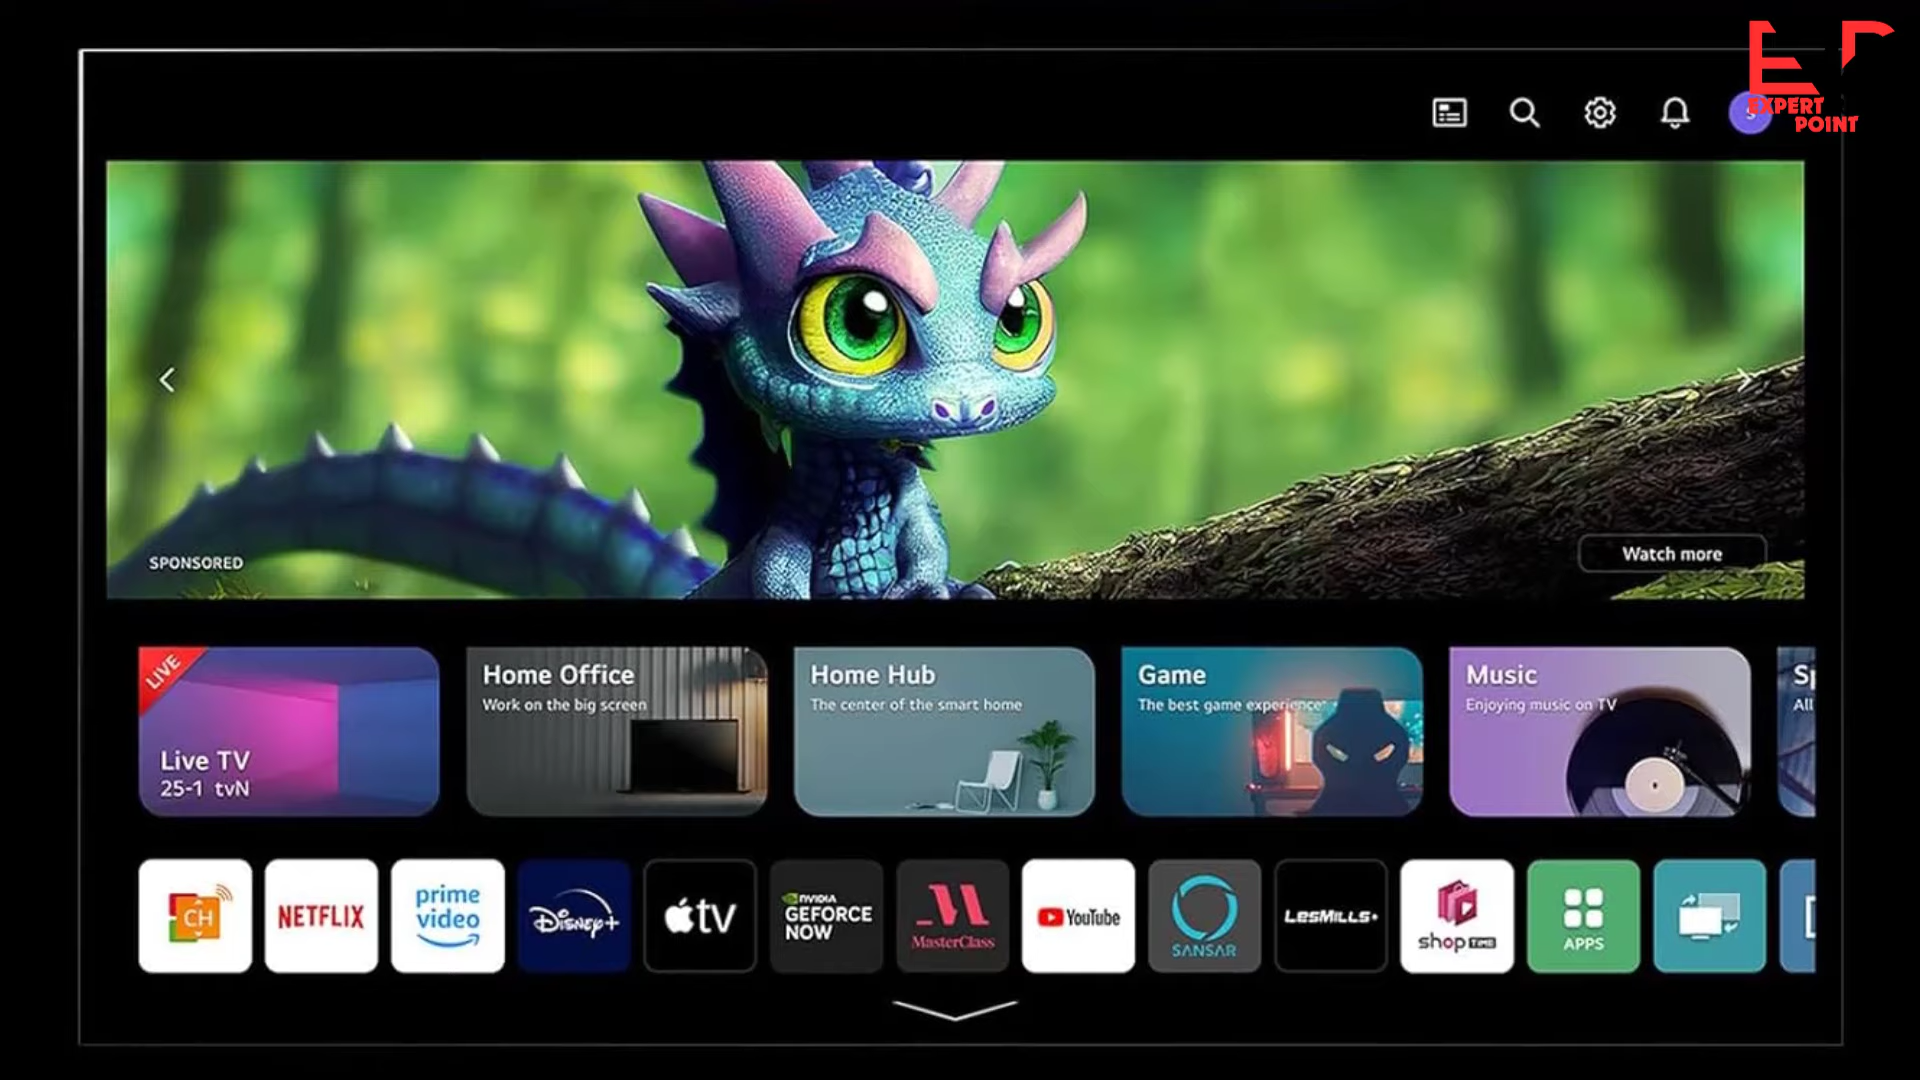 EXPERT
POINT
SPONSORED
Watch more
LIVE
Live TV
25-1 tvN
Home Office
Work on the big screen
Home Hub
The center of the smart home
Game
The best game experience
Music
Enjoying music on TV
All
CH
NETFLIX
prime
video
Disney+
tv
NVIDIA
GEFORCE
NOW
MasterClass
YouTube
SANSAR
LESMILLS+
shop TIME
APPS